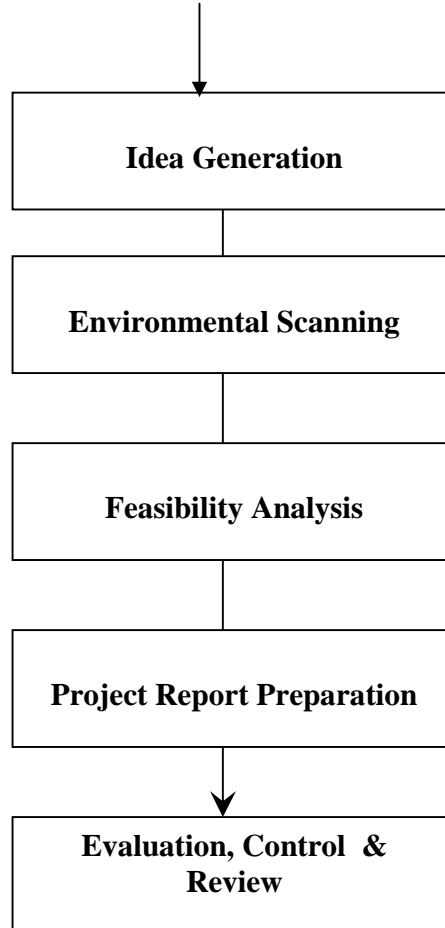 Idea Generation
Environmental Scanning
Feasibility Analysis
Project Report Preparation
Evaluation, Control  &
Review